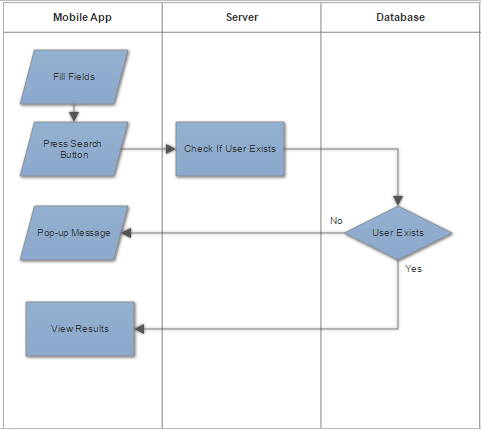 Mobile App
Server
Database
Fill Fields
Press Search
Button
Check If User Exists
No
Pop-up Message
User Exists
Yes
View Results